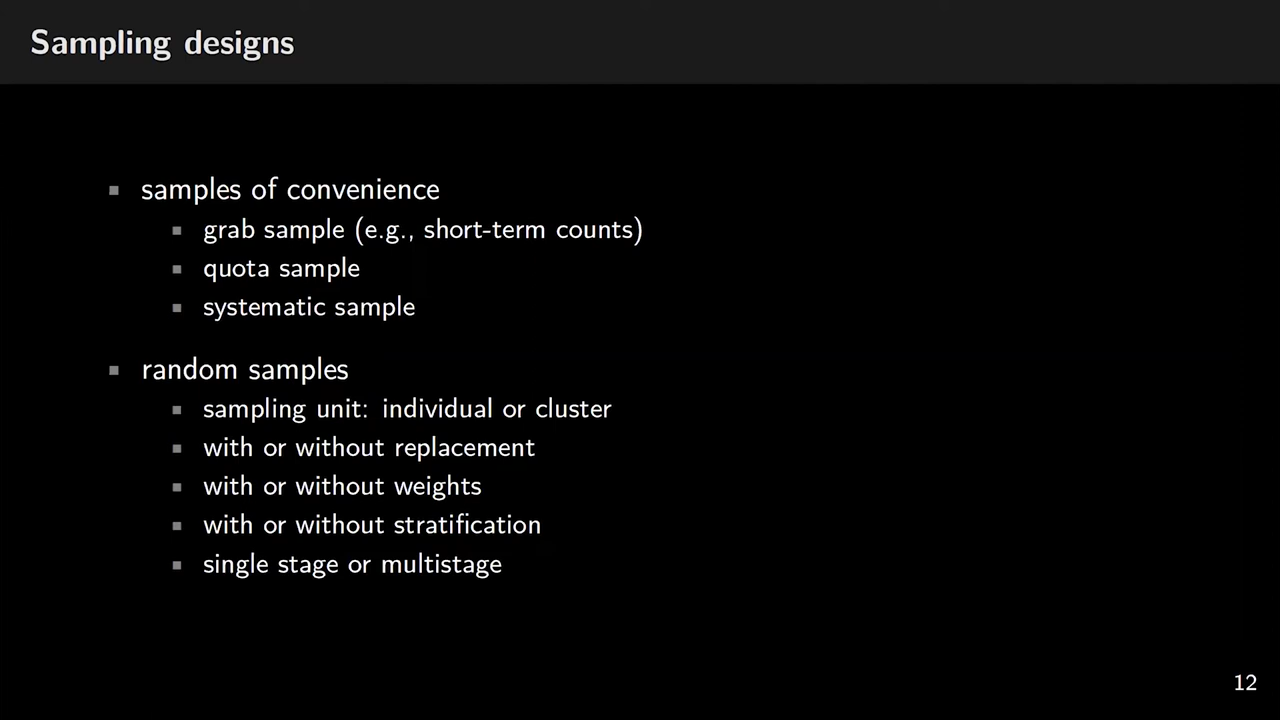 Sampling designs
samples of convenience
grab sample (e.g., short-term counts)
quota sample
systematic sample
random samples
sampling unit: individual or cluster
with or without replacement
with or without weights
with or without stratification
single stage or multistage
12